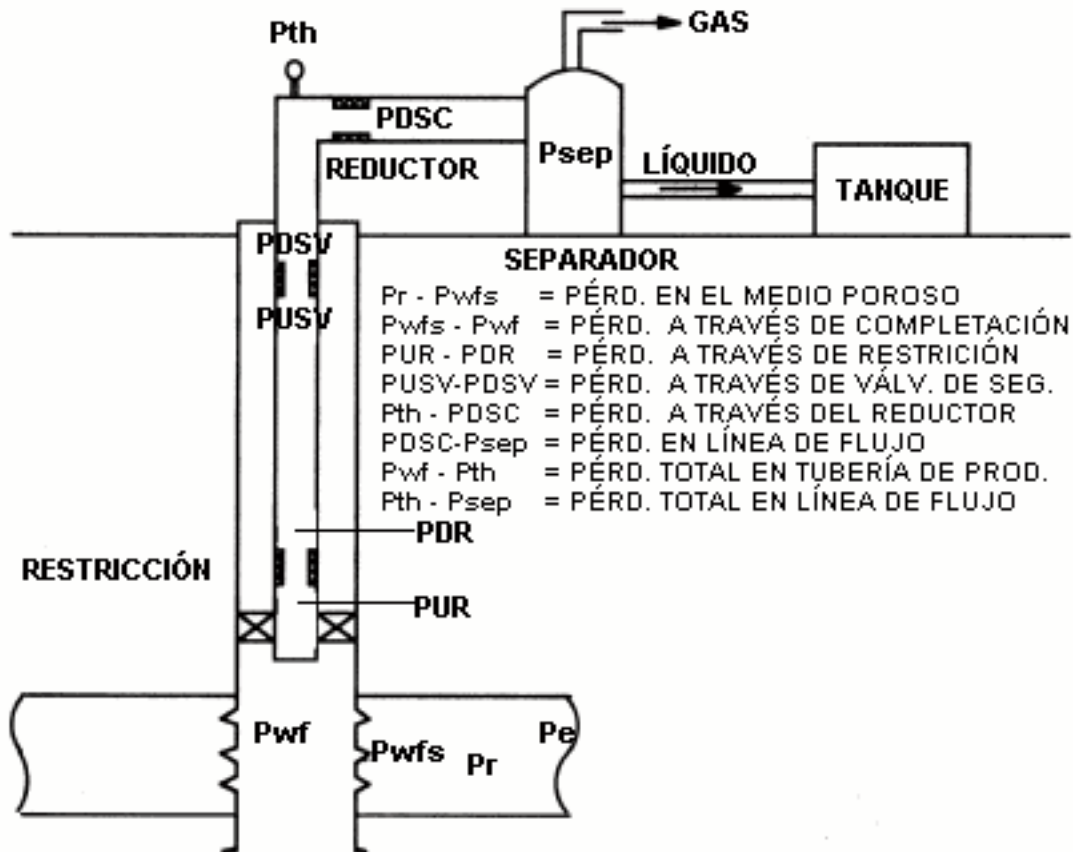 Pth
GAS
PDSC
REDUCTOR
Psep
LÍQUIDO
TANQUE
PDSV
PUSV
SEPARADOR
Pr - Pwfs = PÉRD. EN EL MEDIO POROSO
Pwfs - Pwf = PÉRD. A TRAVÉS DE COMPLETACIÓN
PUR - PDR = PÉRD. A TRAVÉS DE RESTRICIÓN
PUSV-PDSV = PÉRD. A TRAVÉS DE VÁLV. DE SEG.
Pth - PDSC = PÉRD. A TRAVÉS DEL REDUCTOR
PDSC-Psep = PÉRD. EN LÍNEA DE FLUJO
Pwf - Pth = PÉRD. TOTAL EN TUBERÍA DE PROD.
Pth - Psep = PÉRD. TOTAL EN LÍNEA DE FLUJO
PDR
RESTRICCIÓN
PUR
Pwf
Pwfs
Pr
Pe